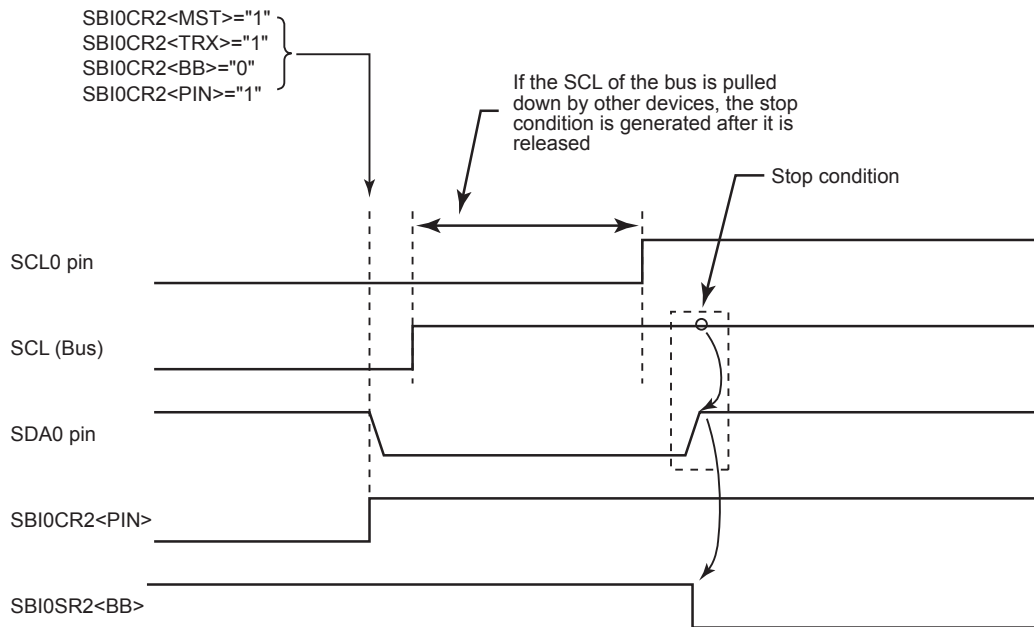 SBI0CR2<MST>="1"
SBI0CR2<TRX>="1"
SBI0CR2<BB>="0"
SBI0CR2<PIN>="1"
If the SCL of the bus is pulled
down by other devices, the stop
condition is generated after it is
released
Stop condition
SCL0 pin
SCL (Bus)
SDA0 pin
SBI0CR2<PIN>
SBI0SR2<BB>